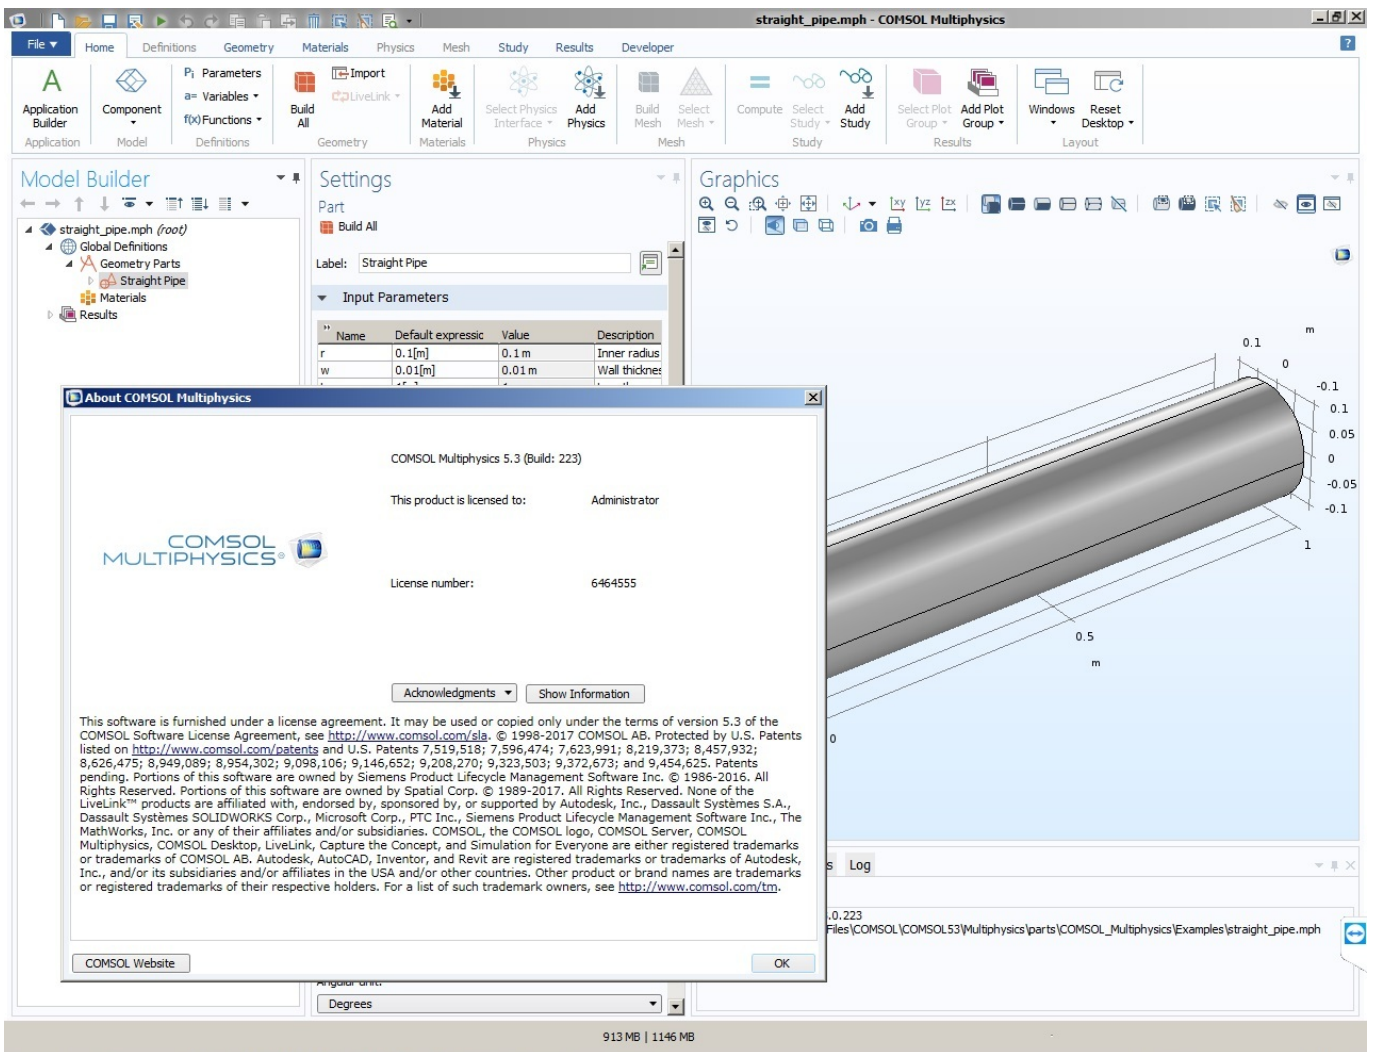 straight_pipe.mph - COMSOL Multiphysics
File Home Definitions Geometry Materials Physics Mesh Study Results Developer
Application Builder
Application
Component
Model
Pi Parameters
a= Variables
f(x) Functions
Definitions
Build All
Import
LiveLink
Geometry
Add Material
Materials
Select Physics Interface
Add Physics
Physics
Build Mesh
Select Mesh
Mesh
Compute
Select Study
Add Study
Study
Select Plot Group
Add Plot Group
Results
Windows
Reset Desktop
Layout
Model Builder
straight_pipe.mph (root)
Global Definitions
Geometry Parts
Straight Pipe
Materials
Results
Settings
Part
Build All
Label: Straight Pipe
Input Parameters
Name Default expressic Value Description
r 0.1[m] 0.1 m Inner radius
w 0.01[m] 0.01 m Wall thicknes
Graphics
xy yz zx
m
0.1
0
-0.1
0.1
0.05
0
-0.05
-0.1
1
0.5
m
0
About COMSOL Multiphysics
COMSOL Multiphysics 5.3 (Build: 223)
This product is licensed to: Administrator
COMSOL
MULTIPHYSICS®
License number: 6464555
Acknowledgments Show Information
This software is furnished under a license agreement. It may be used or copied only under the terms of version 5.3 of the
COMSOL Software License Agreement, see http://www.comsol.com/sla. © 1998-2017 COMSOL AB. Protected by U.S. Patents
listed on http://www.comsol.com/patents and U.S. Patents 7,519,518; 7,596,474; 7,623,991; 8,219,373; 8,457,932;
8,626,475; 8,949,089; 8,954,302; 9,098,106; 9,146,652; 9,208,270; 9,323,503; 9,372,673; and 9,454,625. Patents
pending. Portions of this software are owned by Siemens Product Lifecycle Management Software Inc. © 1986-2016. All
Rights Reserved. Portions of this software are owned by Spatial Corp. © 1989-2017. All Rights Reserved. None of the
LiveLink™ products are affiliated with, endorsed by, sponsored by, or supported by Autodesk, Inc., Dassault Systèmes S.A.,
Dassault Systèmes SOLIDWORKS Corp., Microsoft Corp., PTC Inc., Siemens Product Lifecycle Management Software Inc., The
MathWorks, Inc. or any of their affiliates and/or subsidiaries. COMSOL, the COMSOL logo, COMSOL Server, COMSOL
Multiphysics, COMSOL Desktop, LiveLink, Capture the Concept, and Simulation for Everyone are either registered trademarks
or trademarks of COMSOL AB. Autodesk, AutoCAD, Inventor, and Revit are registered trademarks or trademarks of Autodesk,
Inc., and/or its subsidiaries and/or affiliates in the USA and/or other countries. Other product or brand names are trademarks
or registered trademarks of their respective holders. For a list of such trademark owners, see http://www.comsol.com/tm.
COMSOL Website OK
s Log
.0.223
Files\COMSOL\COMSOL53\Multiphysics\parts\COMSOL_Multiphysics\Examples\straight_pipe.mph
Angular unit:
Degrees
913 MB | 1146 MB